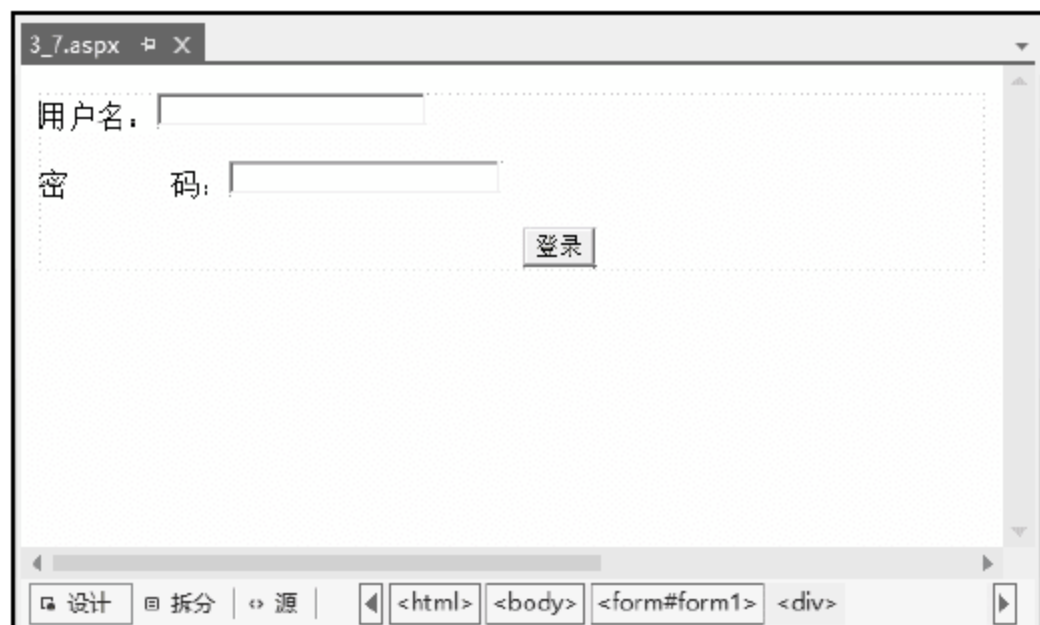 3_7.aspx
用户名：
密 码：
登录
设计 拆分 源 <html> <body> <form#form1> <div>